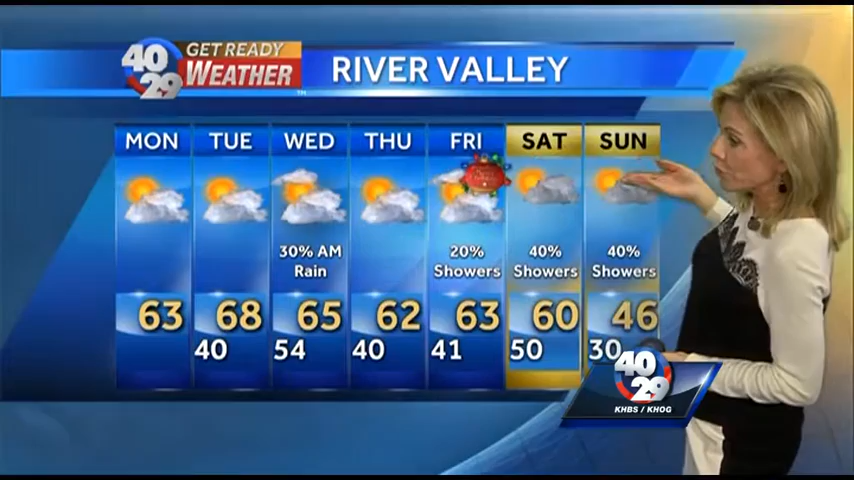 40
29
GET READY
WEATHER
TM
RIVER VALLEY
MON TUE WED THU FRI SAT SUN
30% AM 20% 40% 40%
Rain Showers Showers Showers
63 68 65 62 63 60 46
40 54 40 41 50 30
40
29
KHBS / KHOG